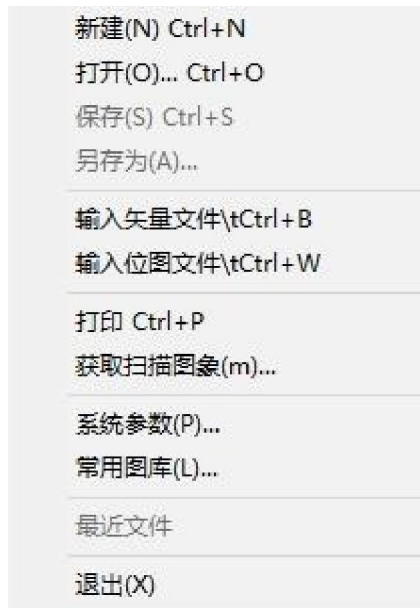 新建(N) Ctrl+N
打开(O)... Ctrl+O
保存(S) Ctrl+S
另存为(A)...
输入矢量文件\tCtrl+B
输入位图文件\tCtrl+W
打印 Ctrl+P
获取扫描图象(m)...
系统参数(P)...
常用图库(L)...
最近文件
退出(X)